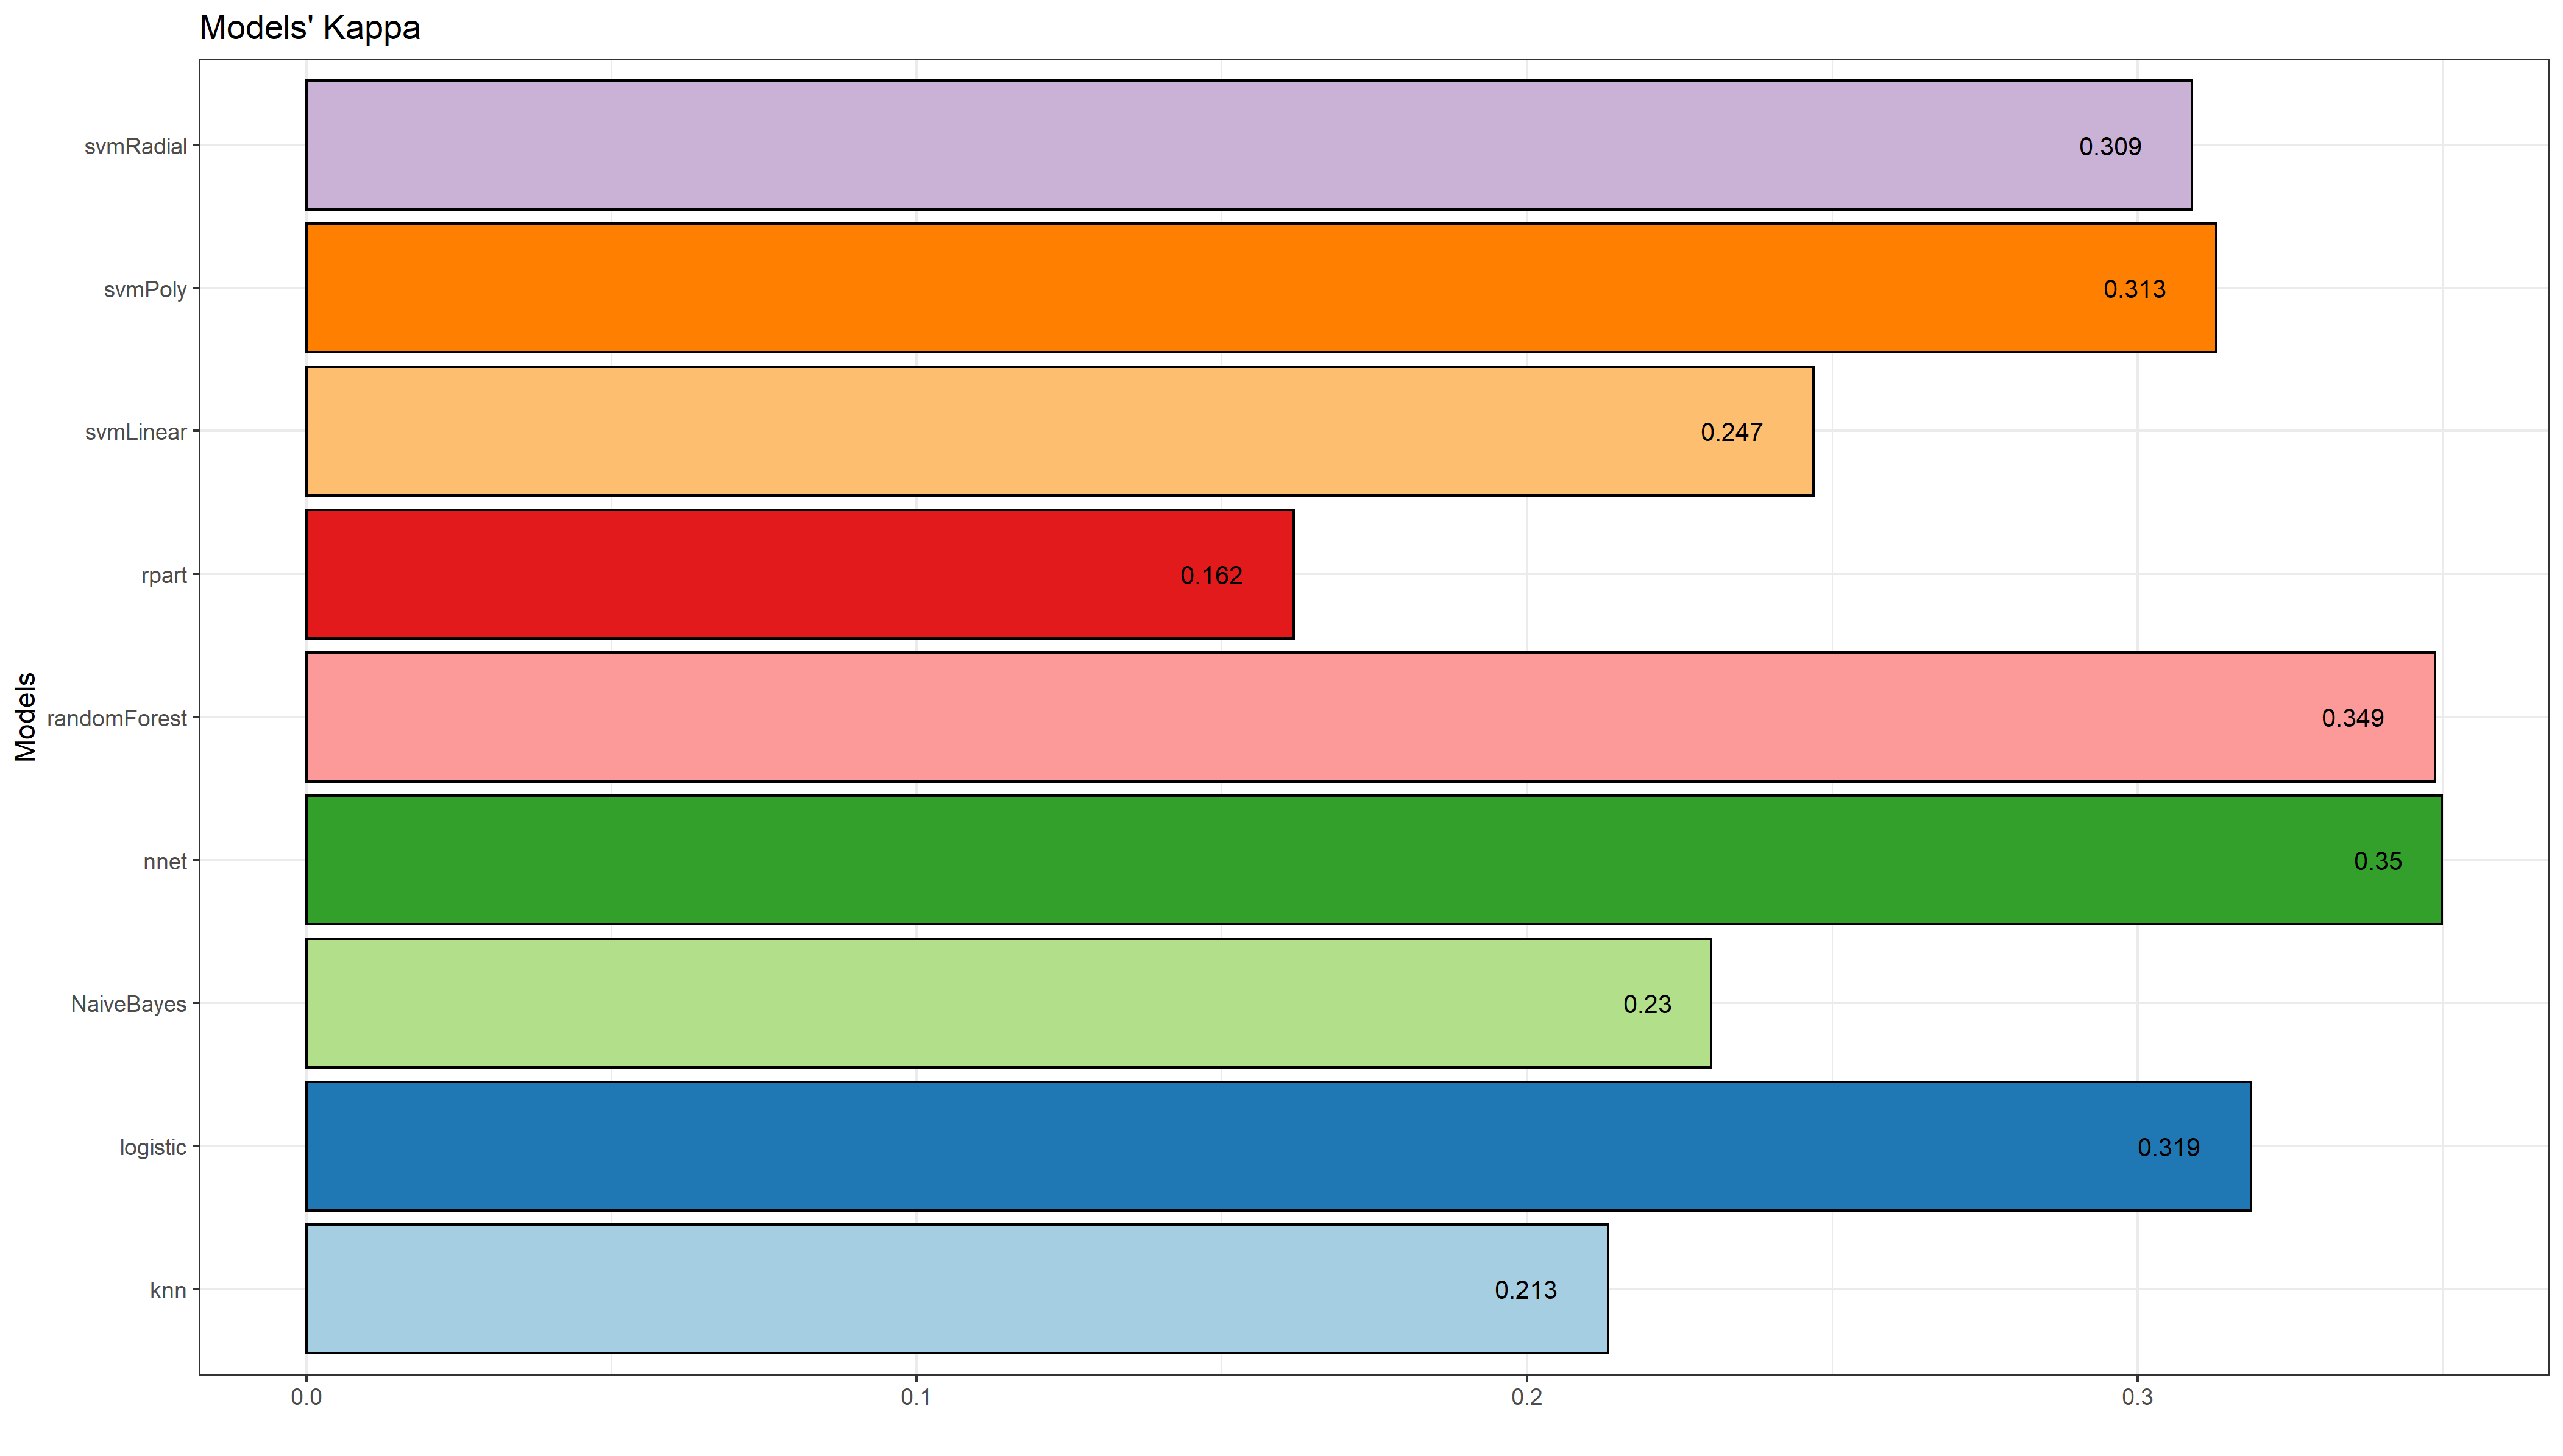 Models' Kappa
Models
svmRadial
0.309
svmPoly
0.313
svmLinear
0.247
rpart
0.162
randomForest
0.349
nnet
0.35
NaiveBayes
0.23
logistic
0.319
knn
0.213
0.0
0.1
0.2
0.3